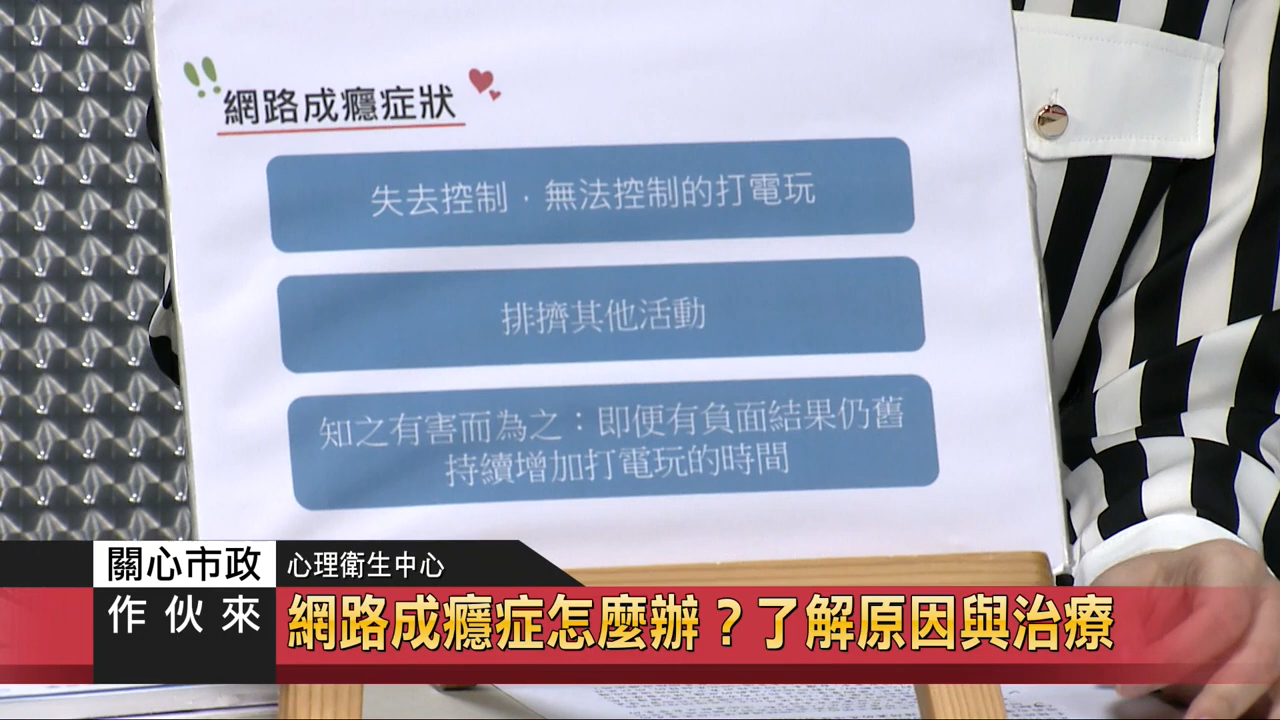 網路成癮症狀
失去控制，無法控制的打電玩
排擠其他活動
知之有害而為之：即便有負面結果仍舊
持續增加打電玩的時間
關心市政
心理衛生中心
作伙來
網路成癮症怎麼辦？了解原因與治療